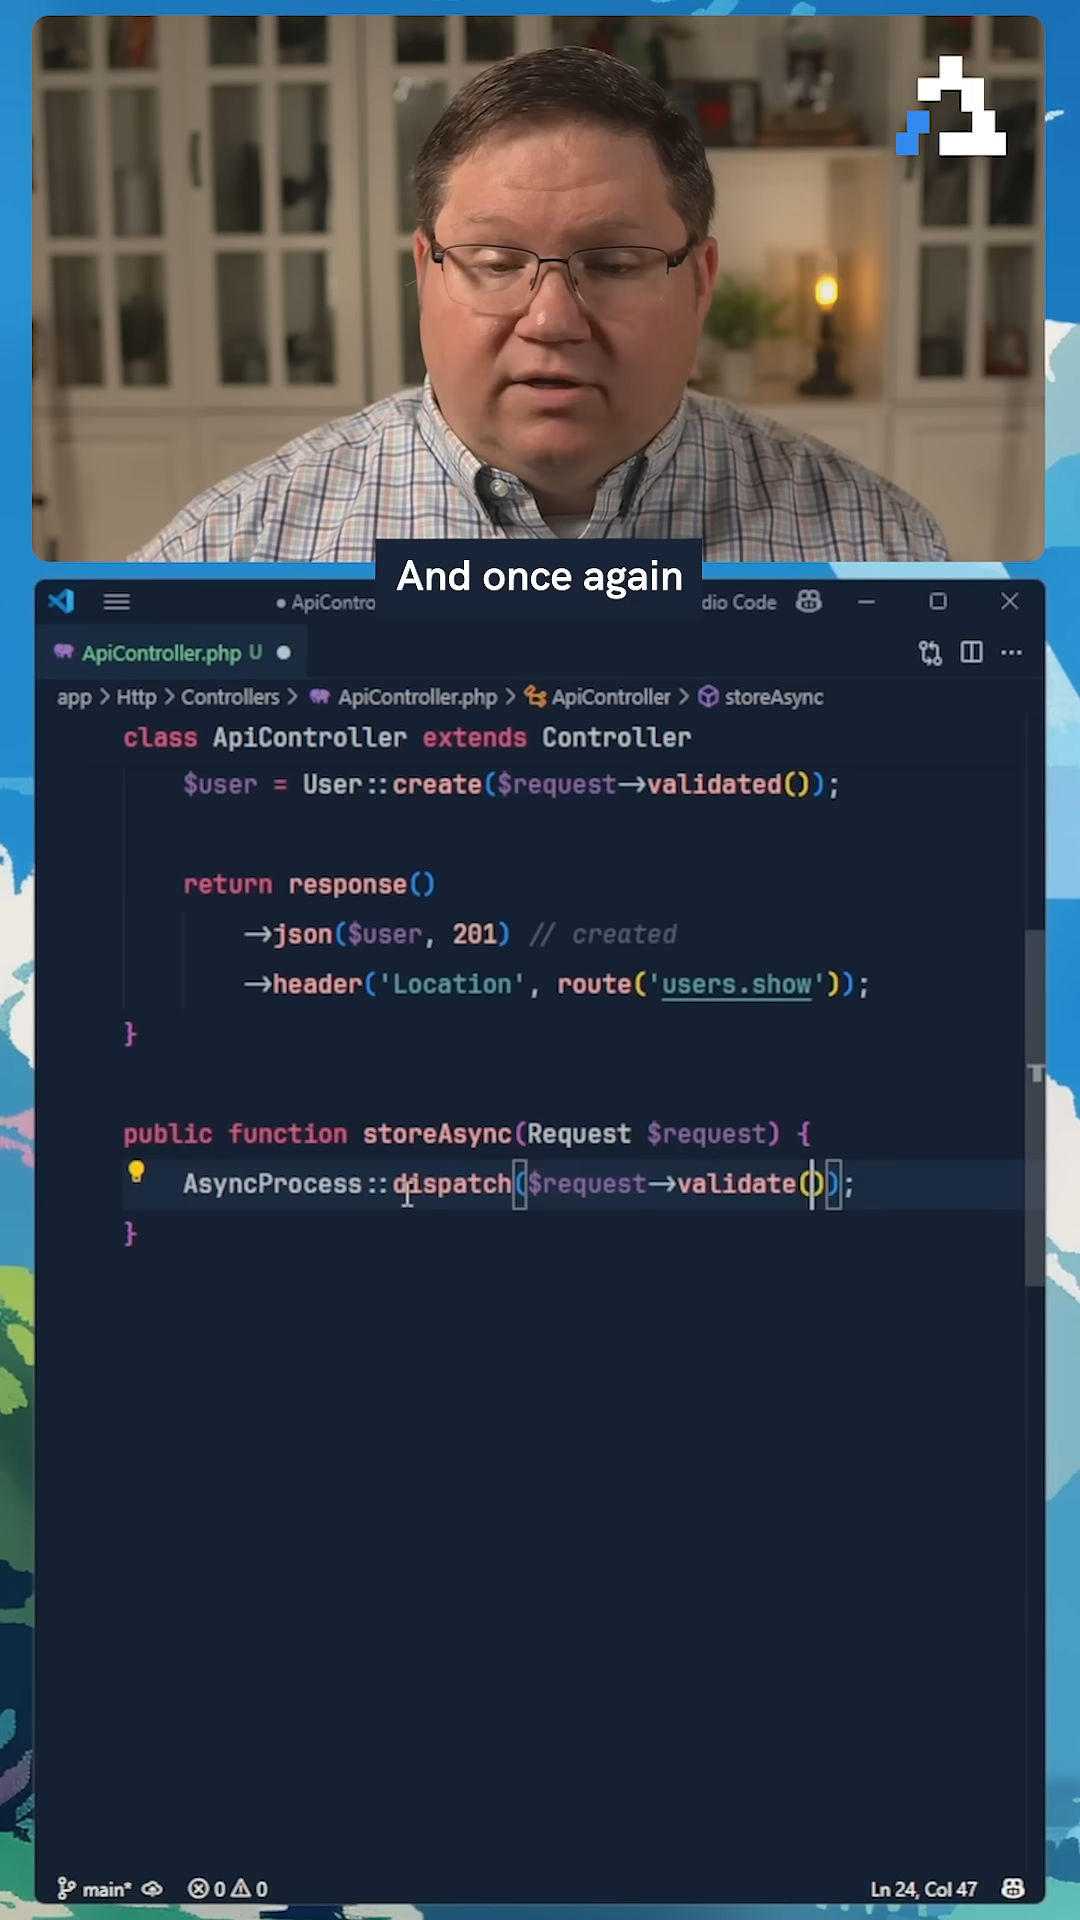 And once again
ApiContro
dio Code
ApiController.php U
app > Http > Controllers > ApiController.php > ApiController > storeAsync
class ApiController extends Controller
$user = User::create($request->validated());
return response()
->json($user, 201) // created
->header('Location', route('users.show'));
}
public function storeAsync(Request $request) {
AsyncProcess::dispatch($request->validate());
}
main* 0 0
Ln 24, Col 47